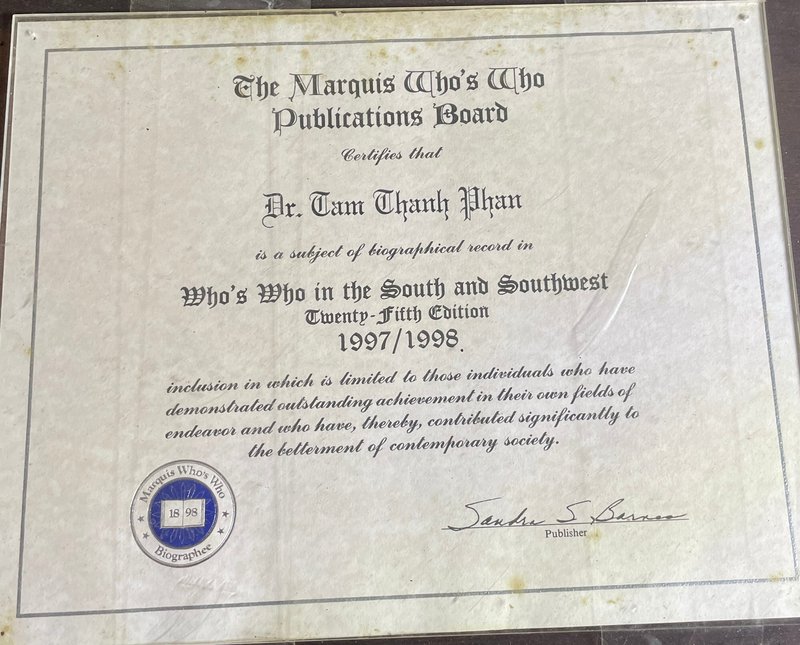 The Marquis Who's Who
Publications Board
Certifies that
Dr. Tam Thanh Phan
is a subject of biographical record in
Who's Who in the South and Southwest
Twenty-Fifth Edition
1997/1998
inclusion in which is limited to those individuals who have
demonstrated outstanding achievement in their own fields of
endeavor and who have, thereby, contributed significantly to
the betterment of contemporary society.
Marquis Who's Who
1898
Biographee
Sandra S Barnes
Publisher